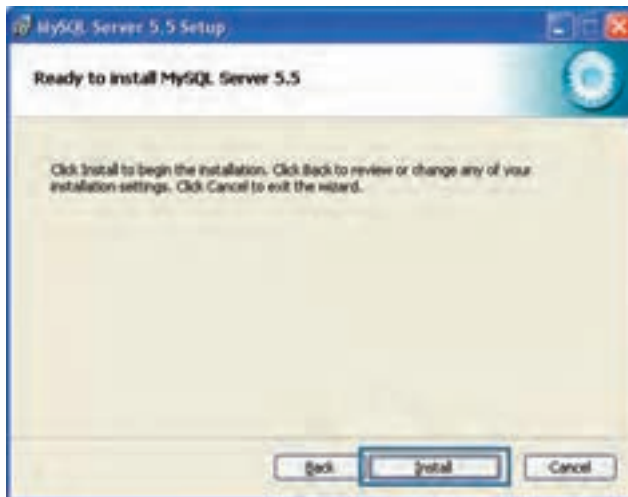 MySQL Server 5.5 Setup
Ready to install MySQL Server 5.5
Click Install to begin the installation. Click Back to review or change any of your
installation settings. Click Cancel to exit the wizard.
Back
Install
Cancel